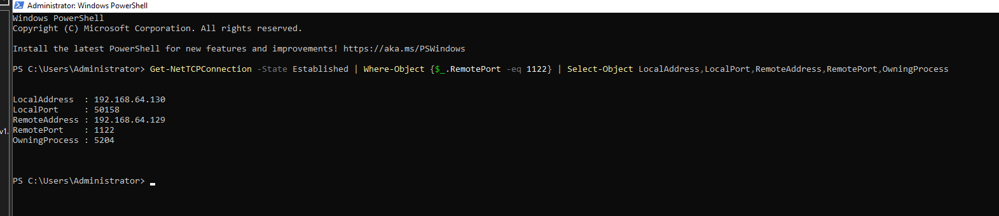 Administrator: Windows PowerShell
Windows PowerShell
Copyright (C) Microsoft Corporation. All rights reserved.
Install the latest PowerShell for new features and improvements! https://aka.ms/PSWindows
PS C:\Users\Administrator> Get-NetTCPConnection -State Established | Where-Object {$_.RemotePort -eq 1122} | Select-Object LocalAddress,LocalPort,RemoteAddress,RemotePort,OwningProcess
LocalAddress  : 192.168.64.130
LocalPort     : 50158
RemoteAddress : 192.168.64.129
v1.
RemotePort    : 1122
OwningProcess : 5204
PS C:\Users\Administrator>